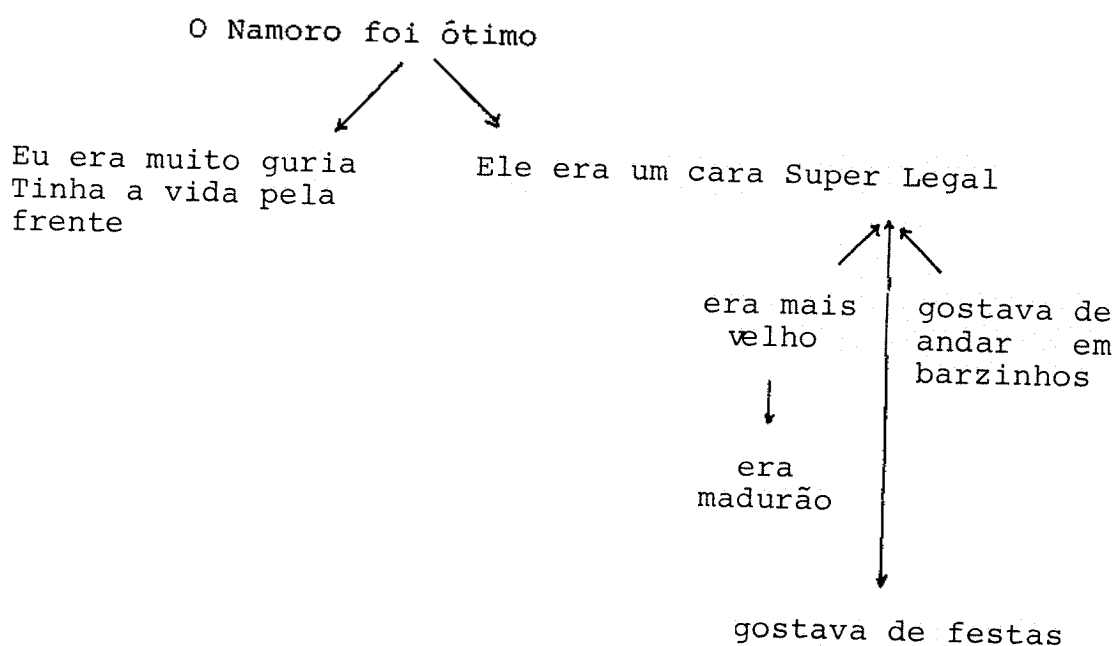 O Namoro foi ótimo
Eu era muito guria
Tinha a vida pela
frente
Ele era um cara Super Legal
era mais
velho
gostava de
andar em
barzinhos
era
madurão
gostava de festas